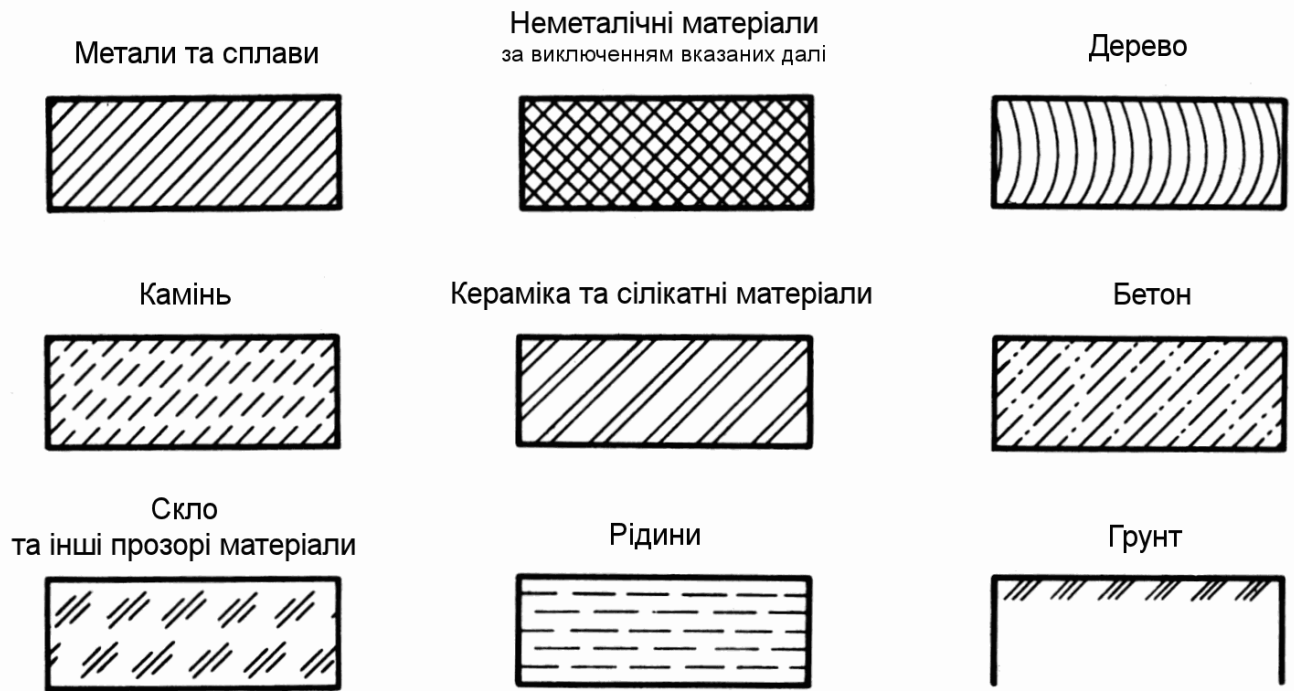 Метали та сплави
Неметалічні матеріали
за виключенням вказаних далі
Дерево
Камінь
Кераміка та сілікатні матеріали
Бетон
Скло
та інші прозорі матеріали
Рідини
Грунт